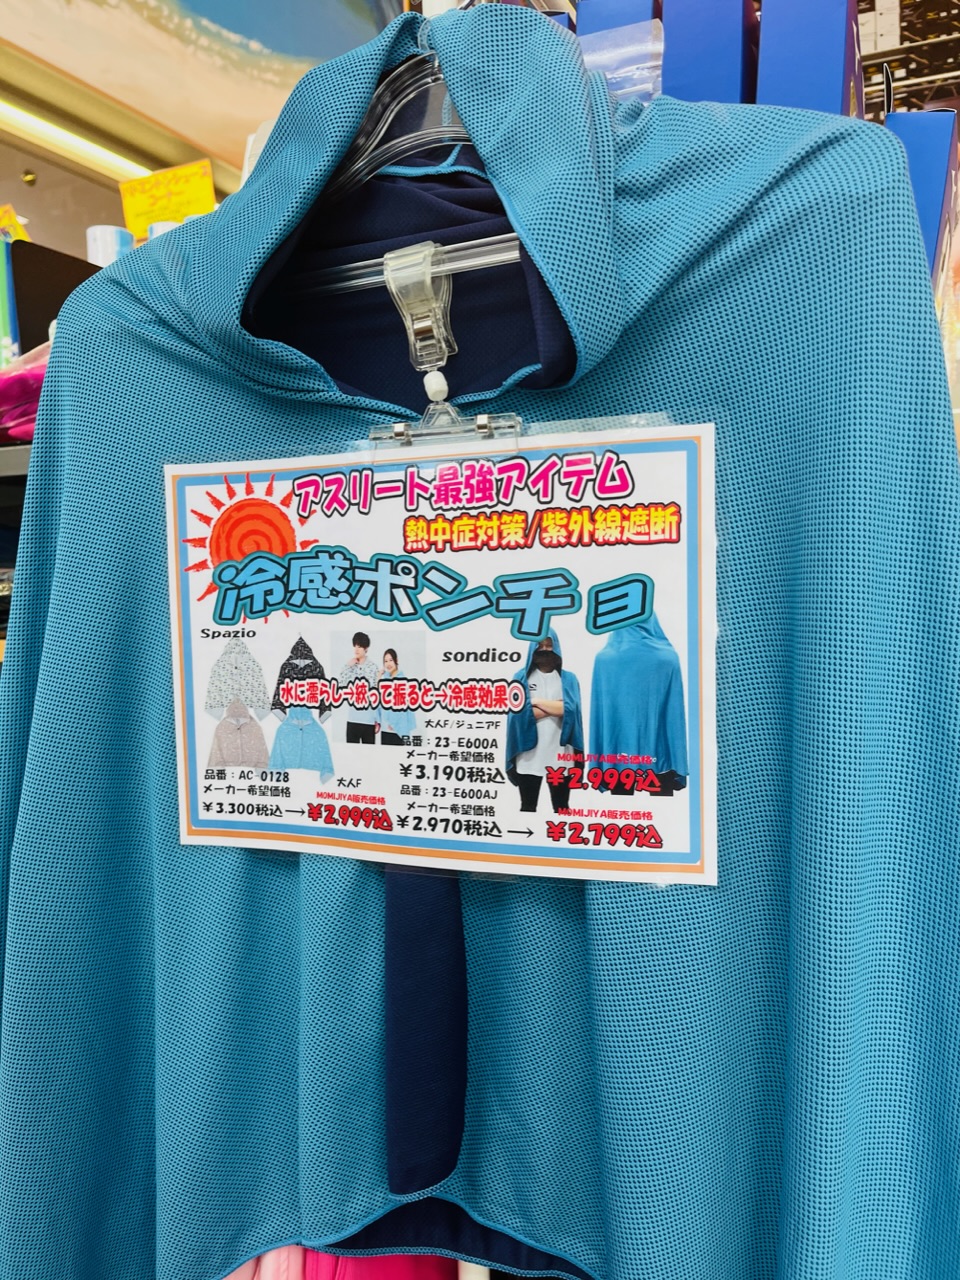 アスリート最強アイテム
熱中症対策/紫外線遮断
冷感ポンチョ
Spazio
sondico
水に濡らし→絞って振ると→冷感効果◎
大人F/ジュニアF
品番：23-E600A
メーカー希望価格
¥3.190税込
MOMIJIYA販売価格
¥2,999込
品番：23-E600AJ
メーカー希望価格
¥2,970税込→
MOMIJIYA販売価格
¥2,799込
品番：AC-0128
大人F
メーカー希望価格
¥3.300税込→
MOMIJIYA販売価格
¥2,999込